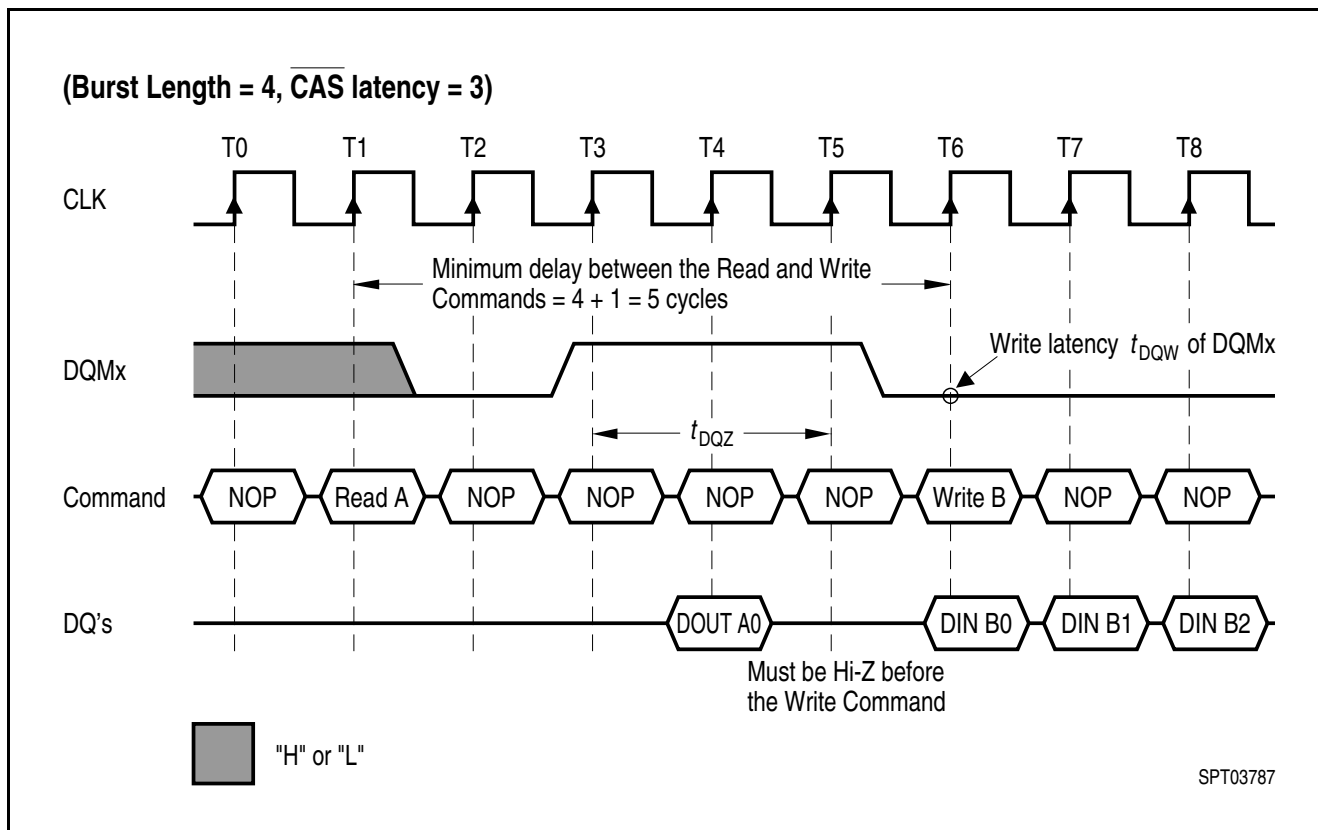 (Burst Length = 4, CAS latency = 3)
T0 T1 T2 T3 T4 T5 T6 T7 T8
CLK
Minimum delay between the Read and Write
Commands = 4 + 1 = 5 cycles
Write latency tDQW of DQMx
DQMx
tDQZ
Command NOP Read A NOP NOP NOP NOP Write B NOP NOP
DQ's DOUT A0 DIN B0 DIN B1 DIN B2
Must be Hi-Z before
the Write Command
"H" or "L"
SPT03787